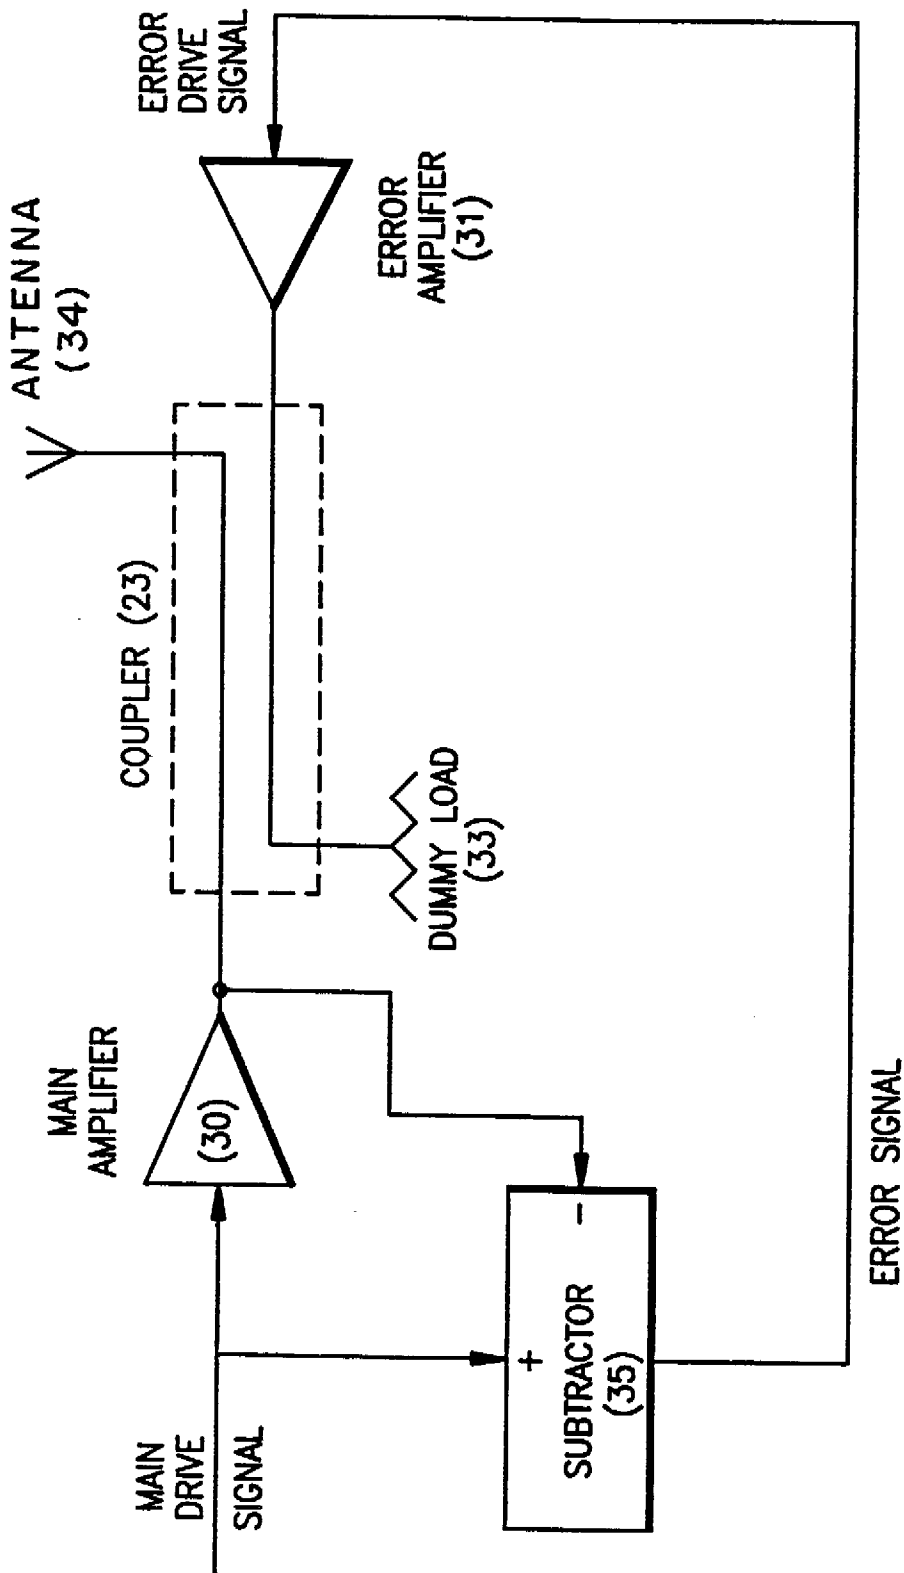 MAIN
DRIVE
SIGNAL
MAIN
AMPLIFIER
(30)
COUPLER (23)
ANTENNA
(34)
ERROR
DRIVE
SIGNAL
ERROR
AMPLIFIER
(31)
DUMMY LOAD
(33)
+
-
SUBTRACTOR
(35)
ERROR SIGNAL